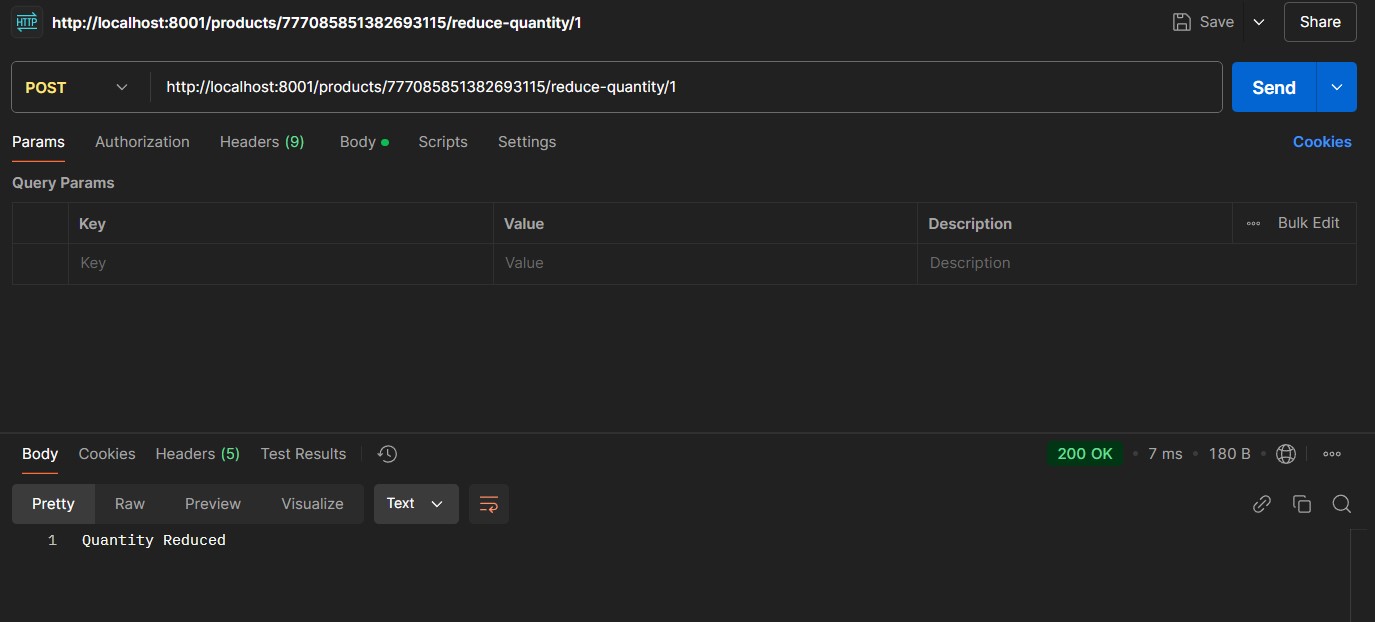 HTTP http://localhost:8001/products/777085851382693115/reduce-quantity/1 Save Share
POST http://localhost:8001/products/777085851382693115/reduce-quantity/1 Send
Params Authorization Headers (9) Body Scripts Settings Cookies
Query Params
Key Value Description Bulk Edit
Key Value Description
Body Cookies Headers (5) Test Results 200 OK 7 ms 180 B
Pretty Raw Preview Visualize Text
1 Quantity Reduced